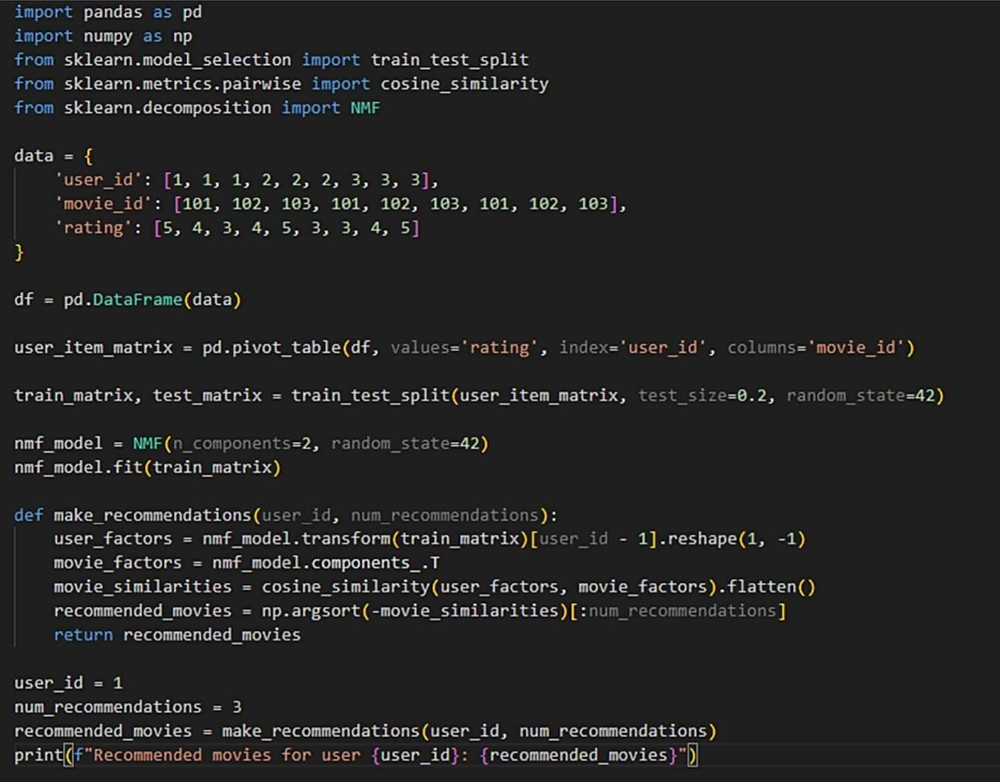 import pandas as pd
import numpy as np
from sklearn.model_selection import train_test_split
from sklearn.metrics.pairwise import cosine_similarity
from sklearn.decomposition import NMF

data = {
    'user_id': [1, 1, 1, 2, 2, 2, 3, 3, 3],
    'movie_id': [101, 102, 103, 101, 102, 103, 101, 102, 103],
    'rating': [5, 4, 3, 4, 5, 3, 3, 4, 5]
}

df = pd.DataFrame(data)

user_item_matrix = pd.pivot_table(df, values='rating', index='user_id', columns='movie_id')

train_matrix, test_matrix = train_test_split(user_item_matrix, test_size=0.2, random_state=42)

nmf_model = NMF(n_components=2, random_state=42)
nmf_model.fit(train_matrix)

def make_recommendations(user_id, num_recommendations):
    user_factors = nmf_model.transform(train_matrix)[user_id - 1].reshape(1, -1)
    movie_factors = nmf_model.components_.T
    movie_similarities = cosine_similarity(user_factors, movie_factors).flatten()
    recommended_movies = np.argsort(-movie_similarities)[:num_recommendations]
    return recommended_movies

user_id = 1
num_recommendations = 3
recommended_movies = make_recommendations(user_id, num_recommendations)
print(f"Recommended movies for user {user_id}: {recommended_movies}")